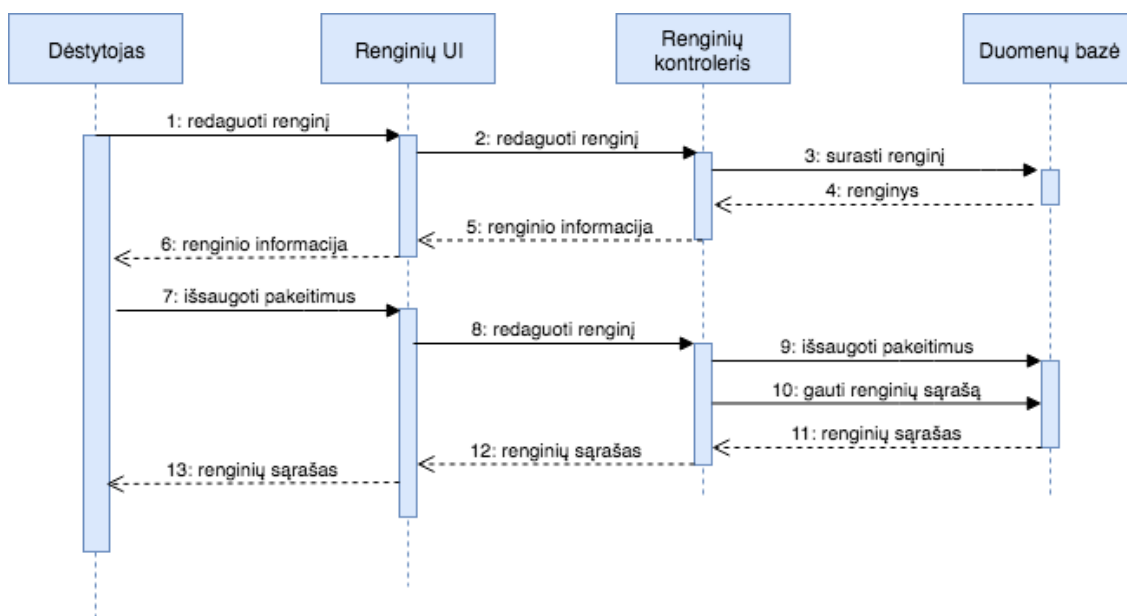 Dėstytojas
Renginių UI
Renginių
kontroleris
Duomenų bazė
1: redaguoti renginį
2: redaguoti renginį
3: surasti renginį
4: renginys
5: renginio informacija
6: renginio informacija
7: išsaugoti pakeitimus
8: redaguoti renginį
9: išsaugoti pakeitimus
10: gauti renginių sąrašą
11: renginių sąrašas
12: renginių sąrašas
13: renginių sąrašas